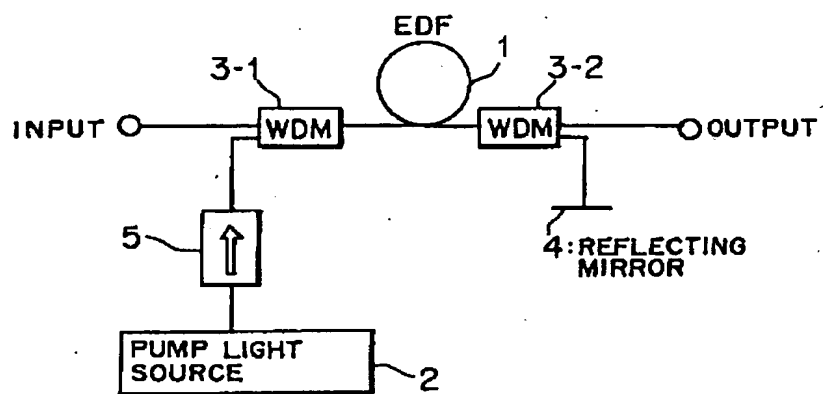 EDF
1
3-1
3-2
INPUT
WDM
WDM
OUTPUT
5
4:REFLECTING
MIRROR
PUMP LIGHT
SOURCE
2